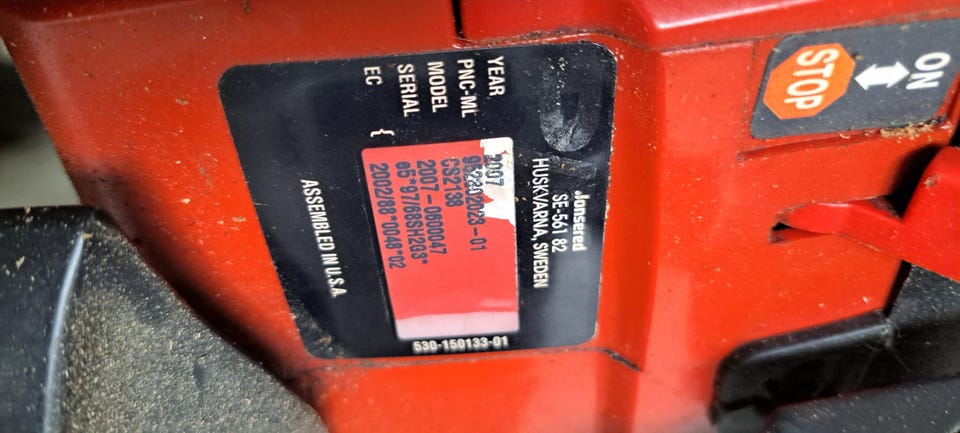 Jonsered
SE-561 82
HUSKVARNA, SWEDEN
YEAR 2007
PNC-ML
MODEL CS2138
SERIAL 2007-0600047
EC { e5*97/68SH2G3*
2002/88*0048*02
ASSEMBLED IN U.S.A.
530-150133-01
ON
STOP